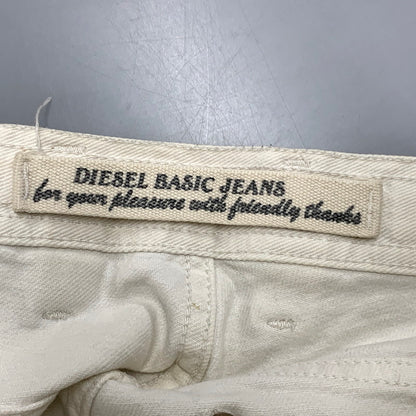 DIESEL BASIC JEANS
for your pleasure with friendly thanks